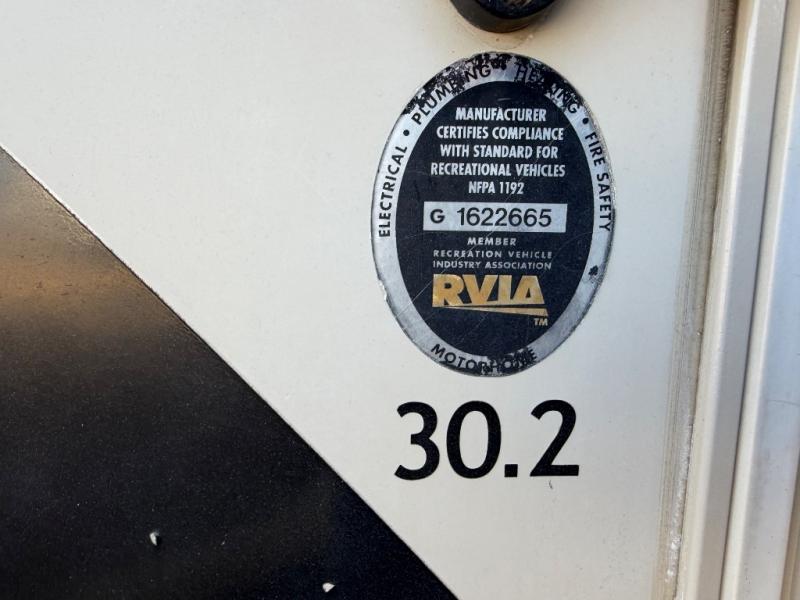 ELECTRICAL • PLUMBING • HEATING • FIRE SAFETY
MANUFACTURER
CERTIFIES COMPLIANCE
WITH STANDARD FOR
RECREATIONAL VEHICLES
NFPA 1192
G 1622665
MEMBER
RECREATION VEHICLE
INDUSTRY ASSOCIATION
RVIA
TM
MOTORHOME
30.2